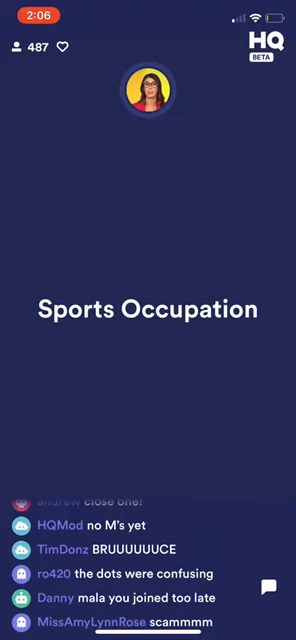 2:06
487
HQ
BETA
Sports Occupation
andrew close one!
HQMod no M's yet
TimDonz BRUUUUUUCE
ro420 the dots were confusing
Danny mala you joined too late
MissAmyLynnRose scammmm